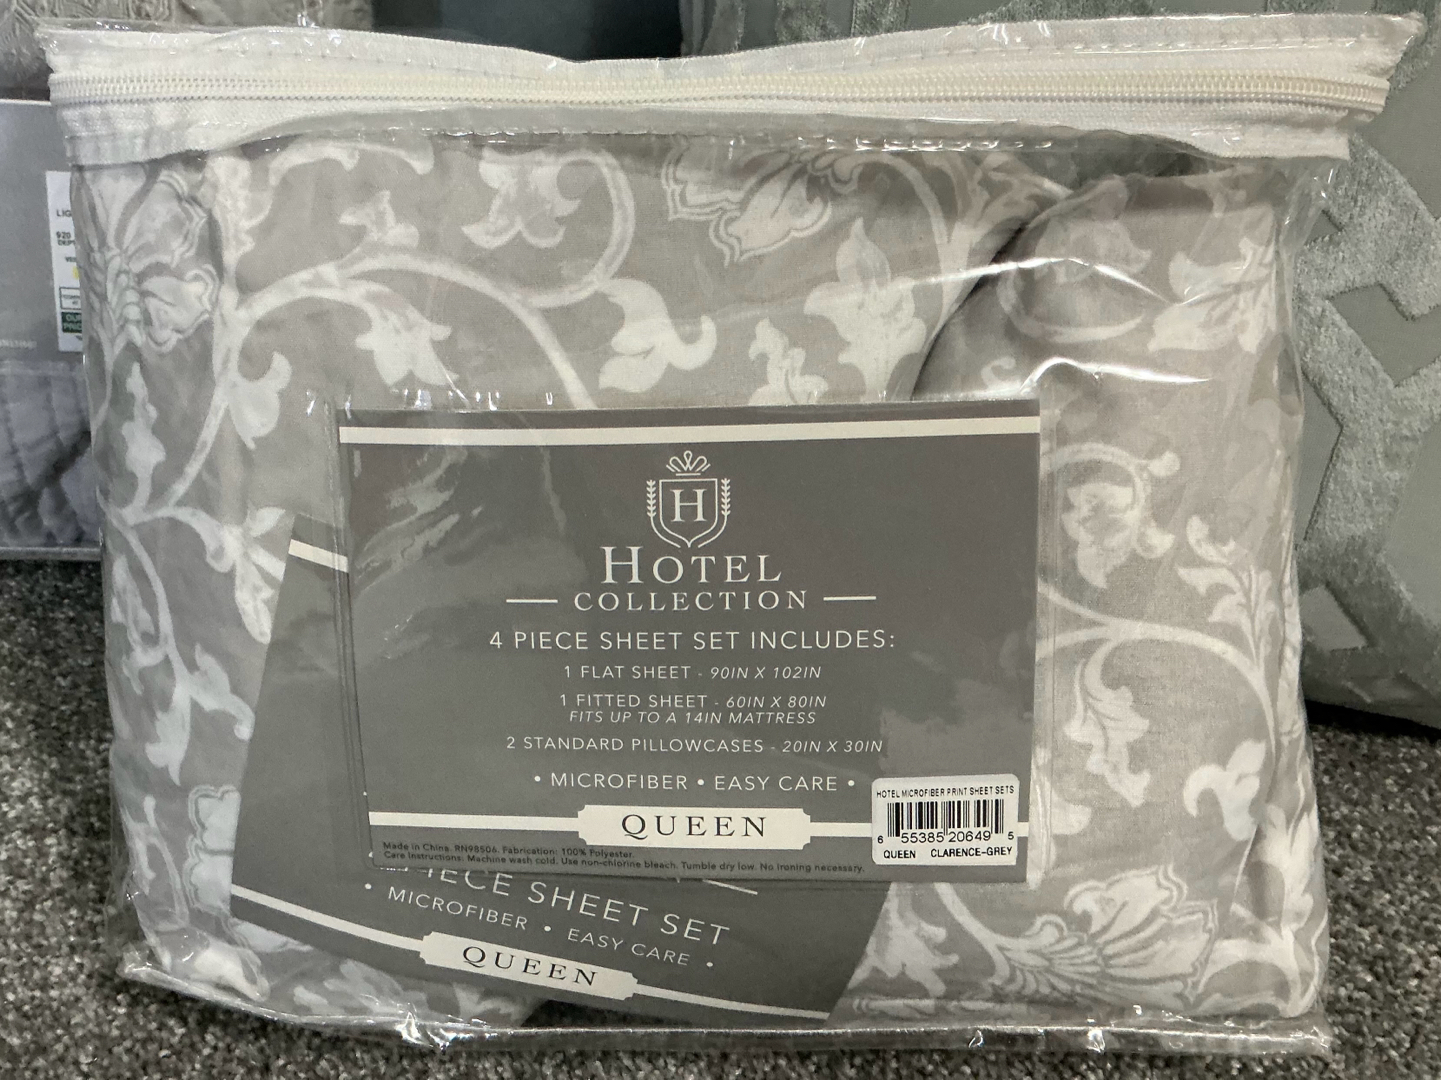 H
HOTEL
COLLECTION
4 PIECE SHEET SET INCLUDES:
1 FLAT SHEET - 90IN X 102IN
1 FITTED SHEET - 60IN X 80IN
FITS UP TO A 14IN MATTRESS
2 STANDARD PILLOWCASES - 20IN X 30IN
• MICROFIBER • EASY CARE •
QUEEN
Made in China. RN98506. Fabrication: 100% Polyester.
Care Instructions: Machine wash cold. Use non-chlorine bleach. Tumble dry low. No ironing necessary.
HOTEL MICROFIBER PRINT SHEET SETS
6 55385 20649 5
QUEEN CLARENCE-GREY
PIECE SHEET SET
• MICROFIBER • EASY CARE •
QUEEN
LIG
$20